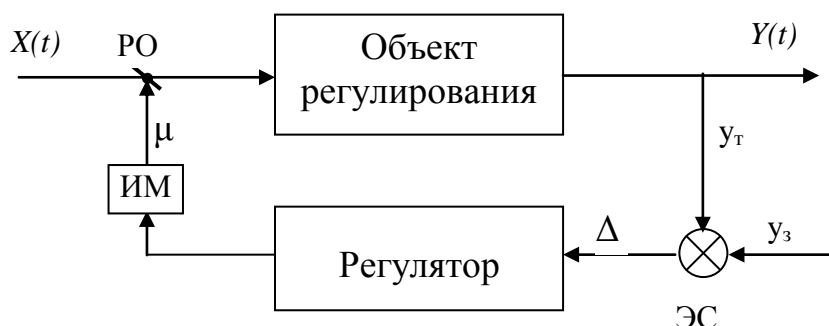 X(t)
РО
Объект
регулирования
Y(t)
μ
yт
ИМ
Регулятор
Δ
yз
ЭС